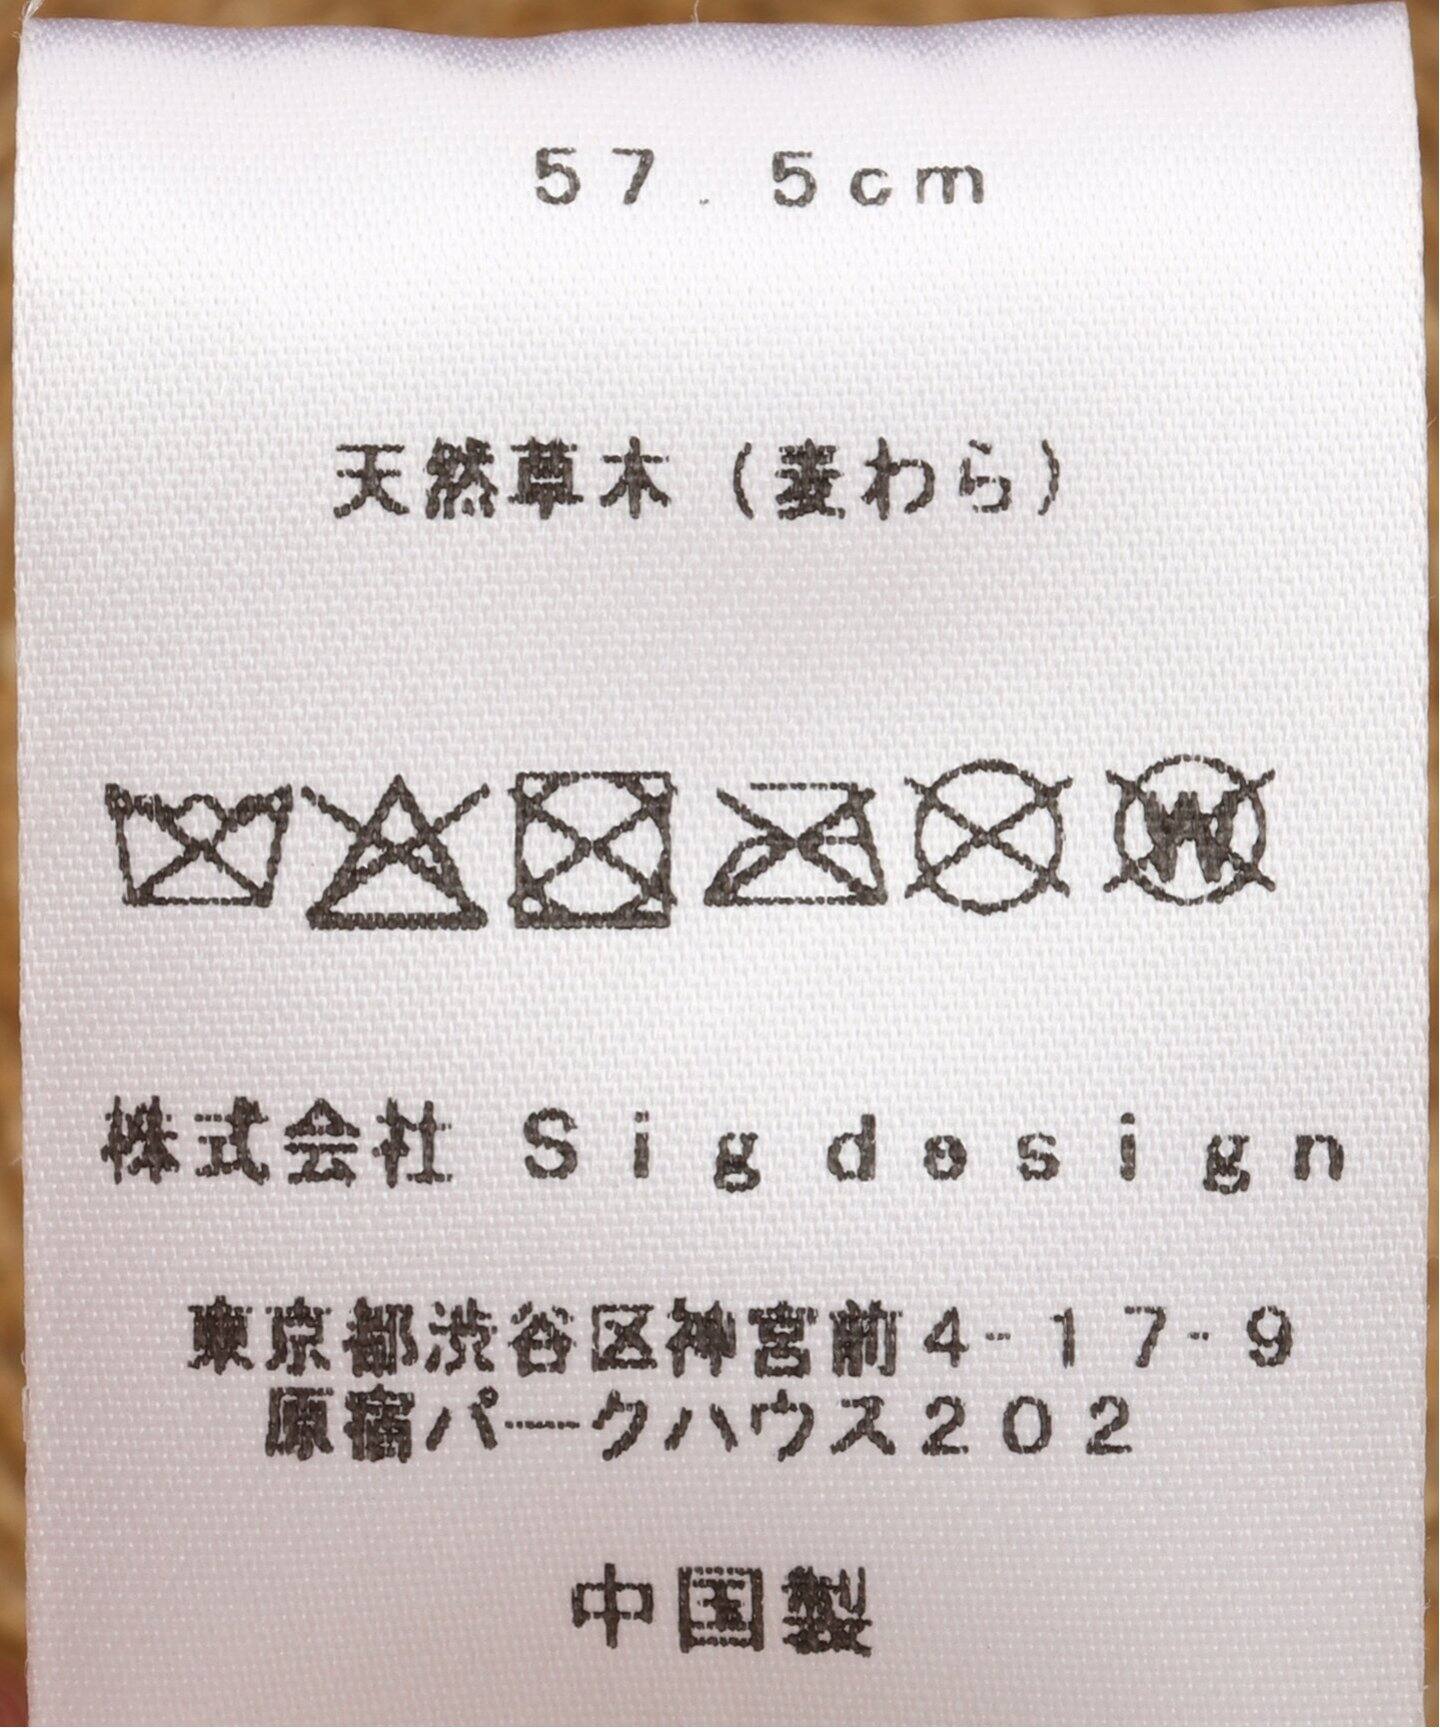 57.5cm
天然草木（麦わら）
W
株式会社 Sigdesign
東京都渋谷区神宮前4-17-9
原宿パークハウス202
中国製